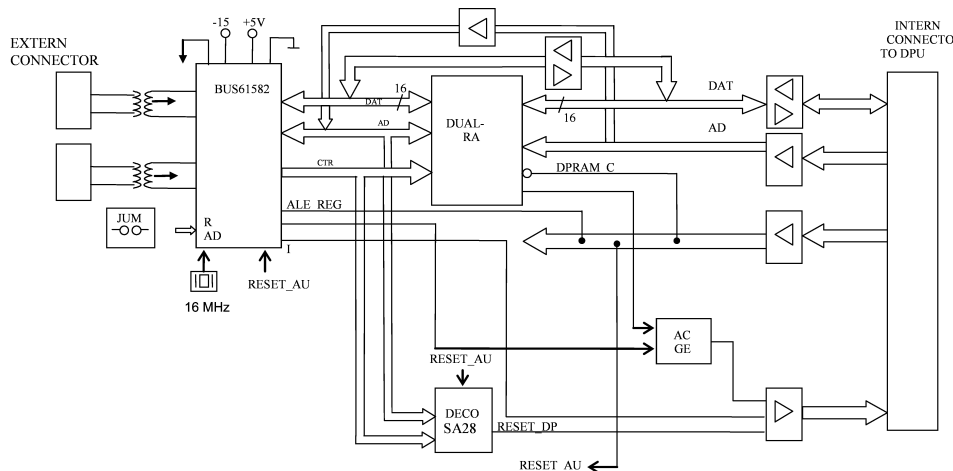 -15
+5V
EXTERN
CONNECTOR
INTERN
CONNECTO
TO DPU
BUS61582
16
DAT
DAT
16
DUAL-
RA
AD
AD
CTR
DPRAM_C
ALE_REG
JUM
R
AD
I
RESET_AU
16 MHz
AC
GE
RESET_AU
DECO
SA28
RESET_DP
RESET_AU